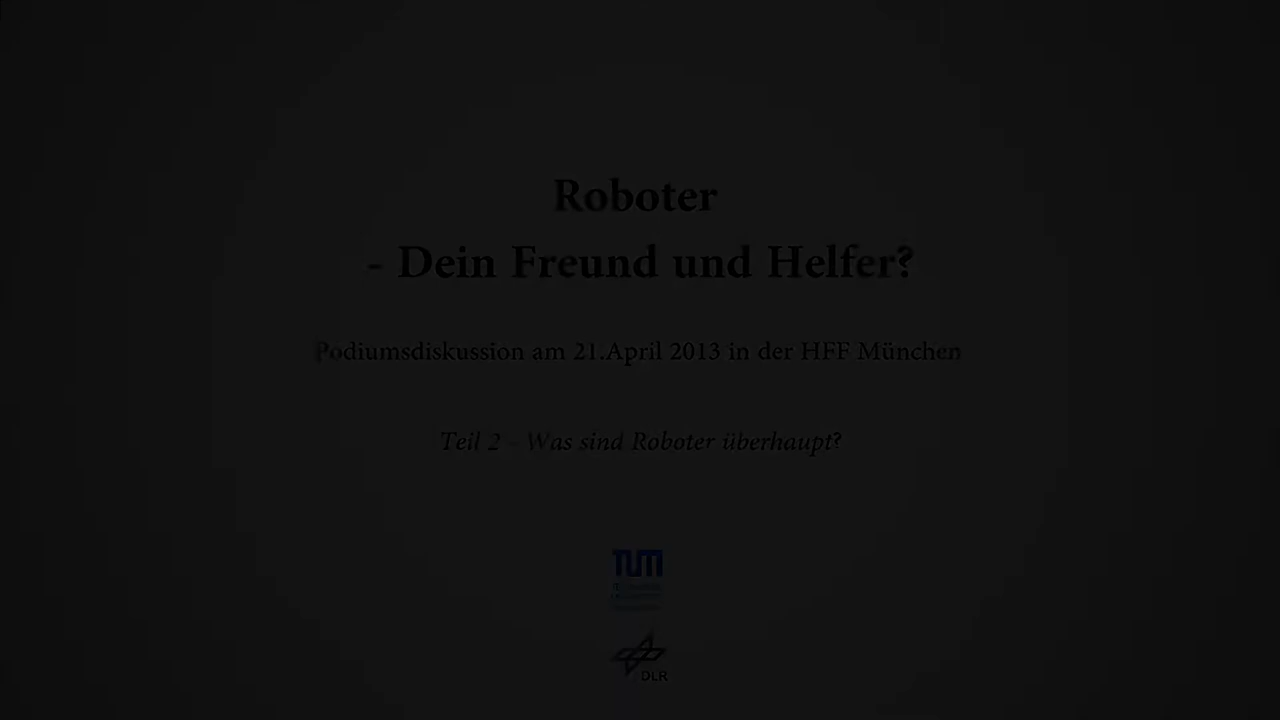 Roboter
- Dein Freund und Helfer?
Podiumsdiskussion am 21.April 2013 in der HFF München
Teil 2 - Was sind Roboter überhaupt?
TUM
DLR